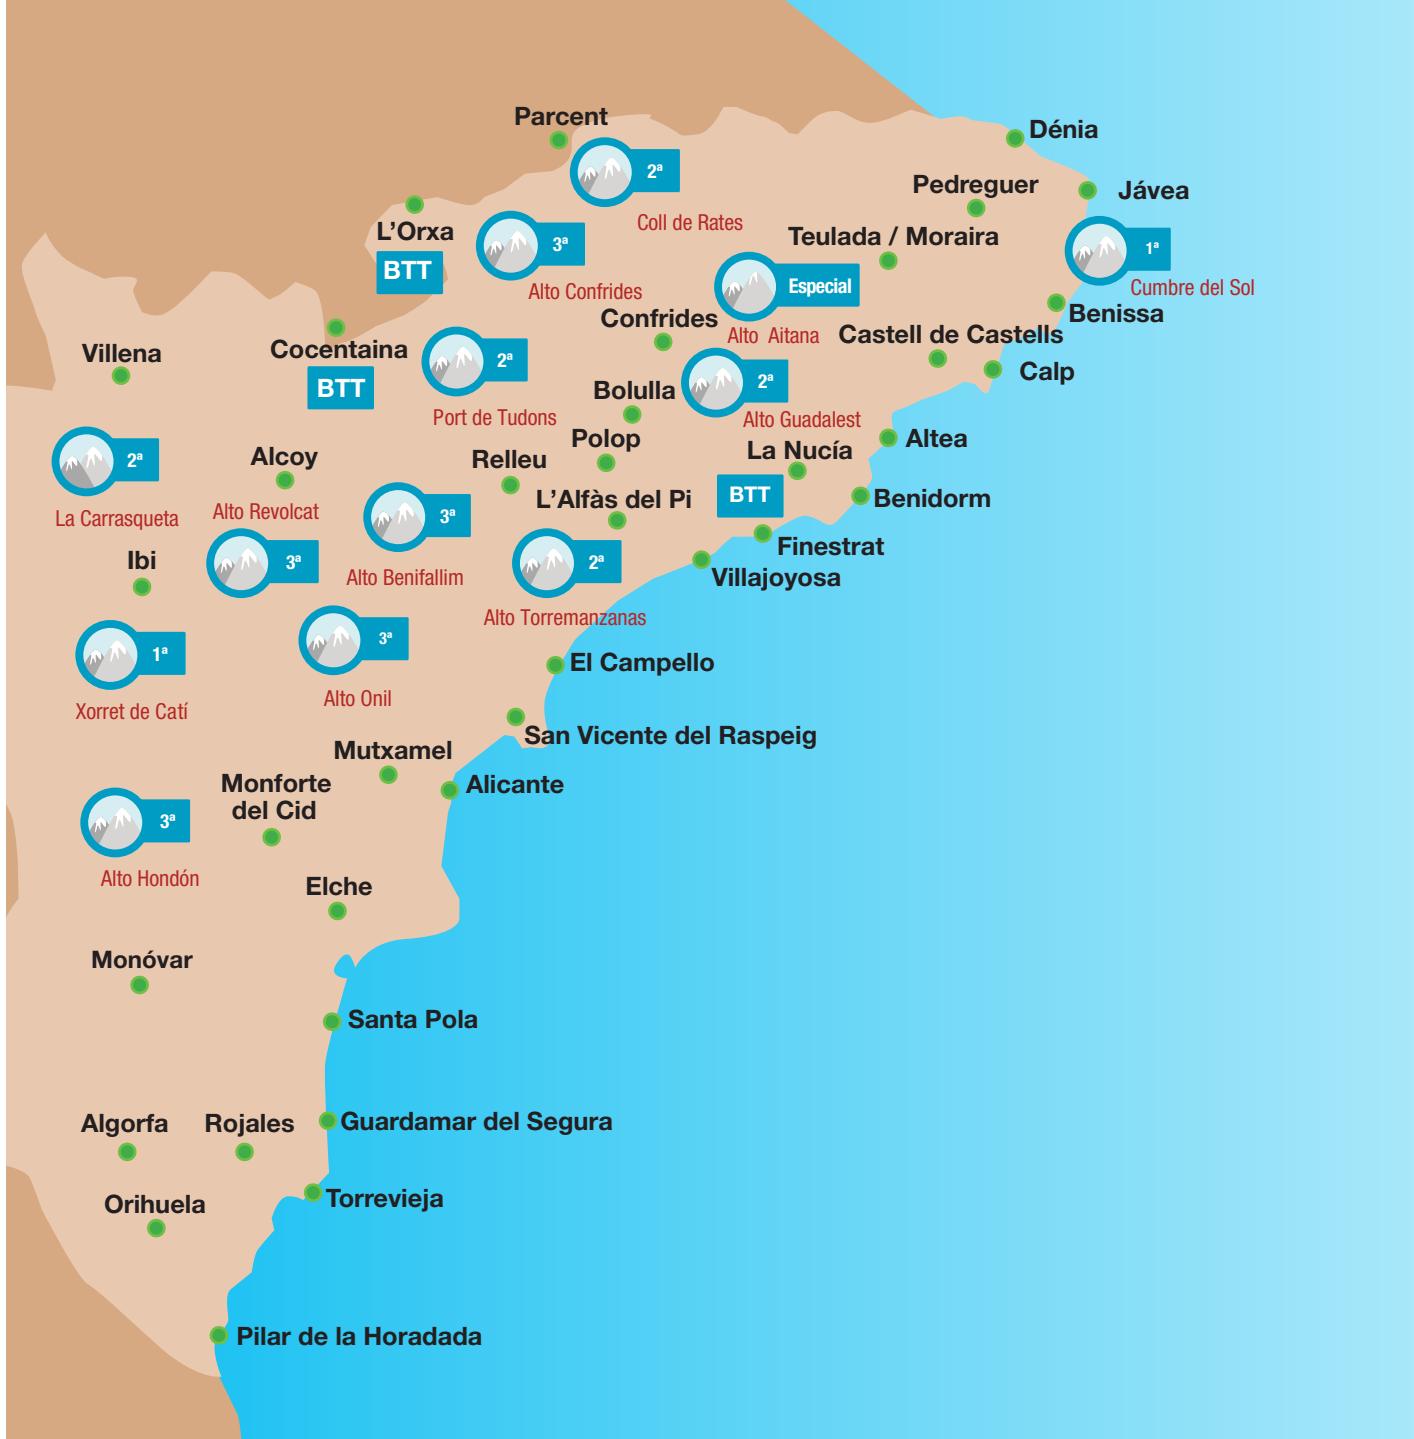 Parcent
Dénia
2ª
Pedreguer
Jávea
Coll de Rates
L'Orxa
BTT
3ª
Teulada / Moraira
1ª
Alto Confrides
Especial
Cumbre del Sol
Benissa
Confrides
Alto Aitana
Castell de Castells
Villena
Cocentaina
BTT
2ª
Calp
Bolulla
2ª
Port de Tudons
Alto Guadalest
Polop
Altea
La Nucía
2ª
Alcoy
Relleu
L'Alfàs del Pi
BTT
Benidorm
La Carrasqueta
Alto Revolcat
3ª
Finestrat
Ibi
3ª
Alto Benifallim
2ª
Villajoyosa
Alto Torremanzanas
3ª
1ª
El Campello
Alto Onil
Xorret de Catí
San Vicente del Raspeig
Mutxamel
Monforte
del Cid
Alicante
3ª
Alto Hondón
Elche
Monóvar
Santa Pola
Algorfa
Rojales
Guardamar del Segura
Orihuela
Torrevieja
Pilar de la Horadada